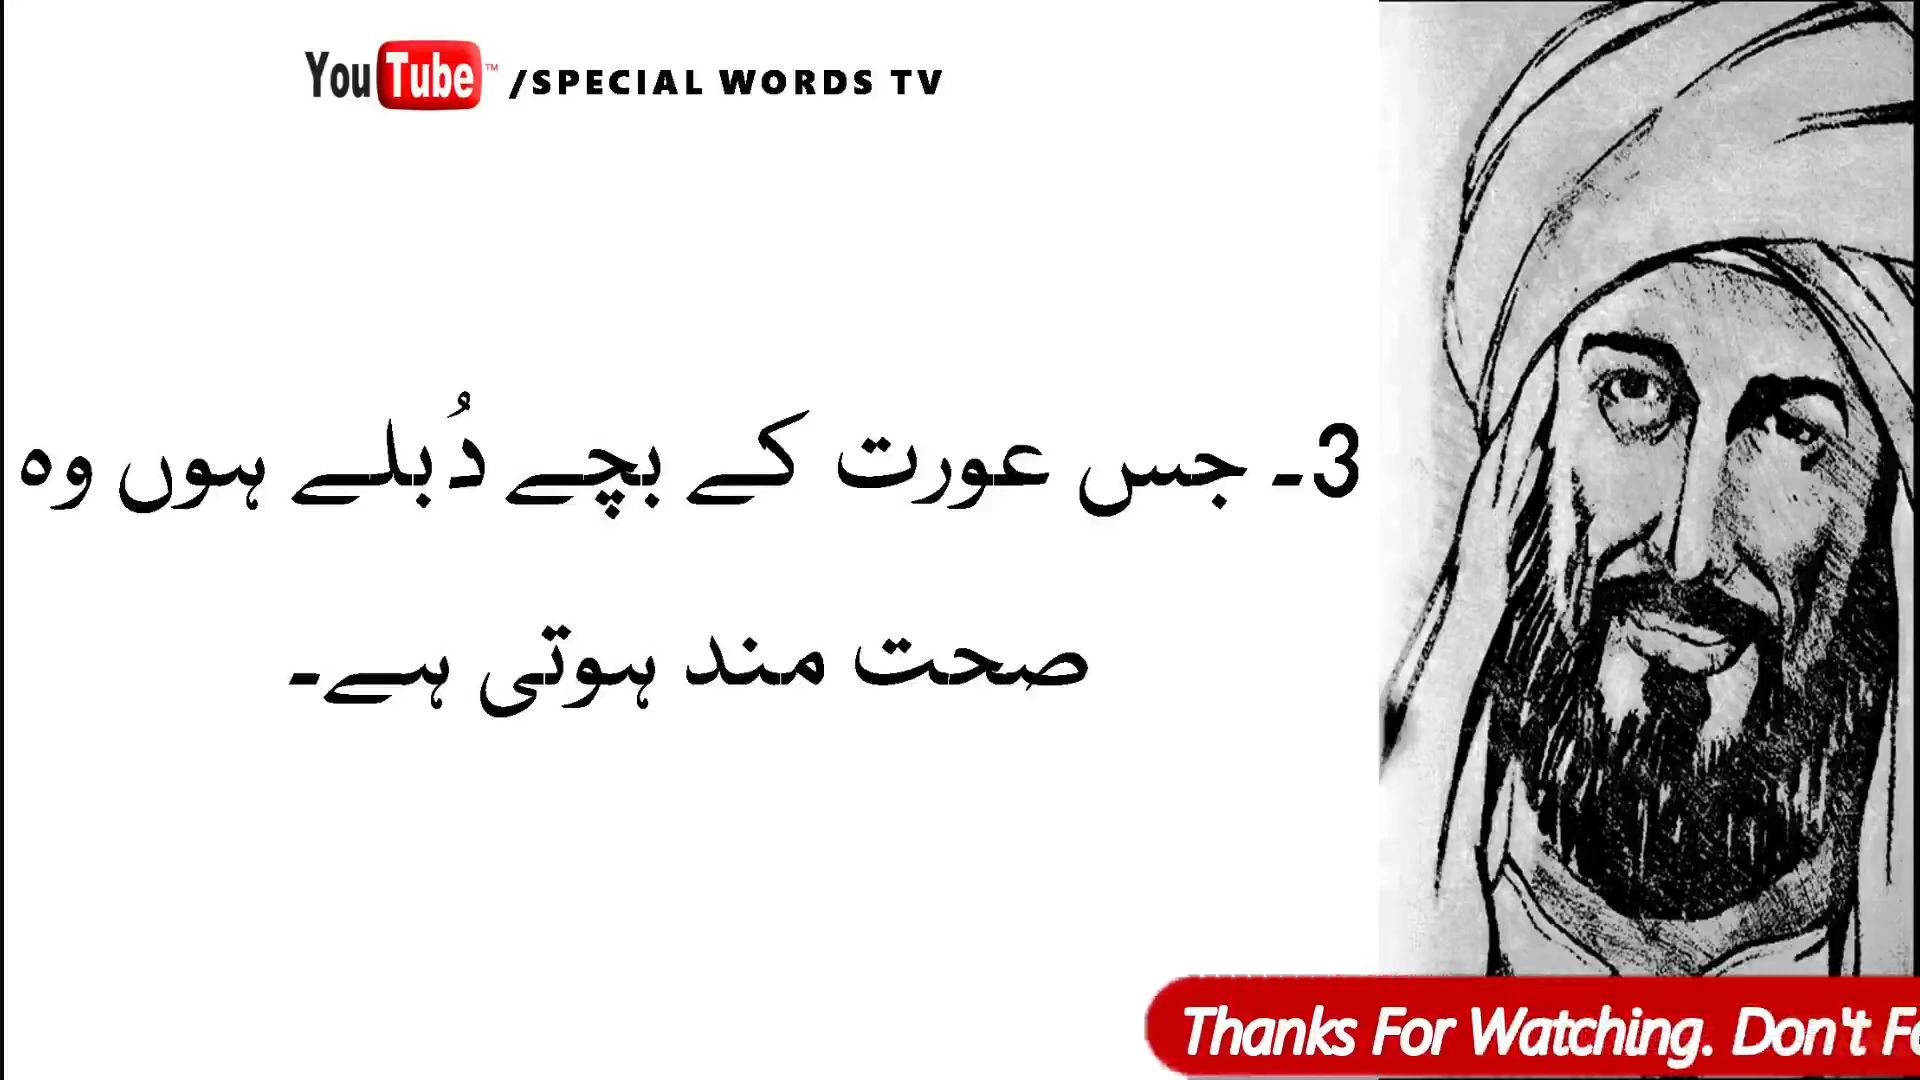 YouTube™ /SPECIAL WORDS TV
3۔ جس عورت کے بچے دُبلے ہوں وہ
صحت مند ہوتی ہے۔
Thanks For Watching. Don't